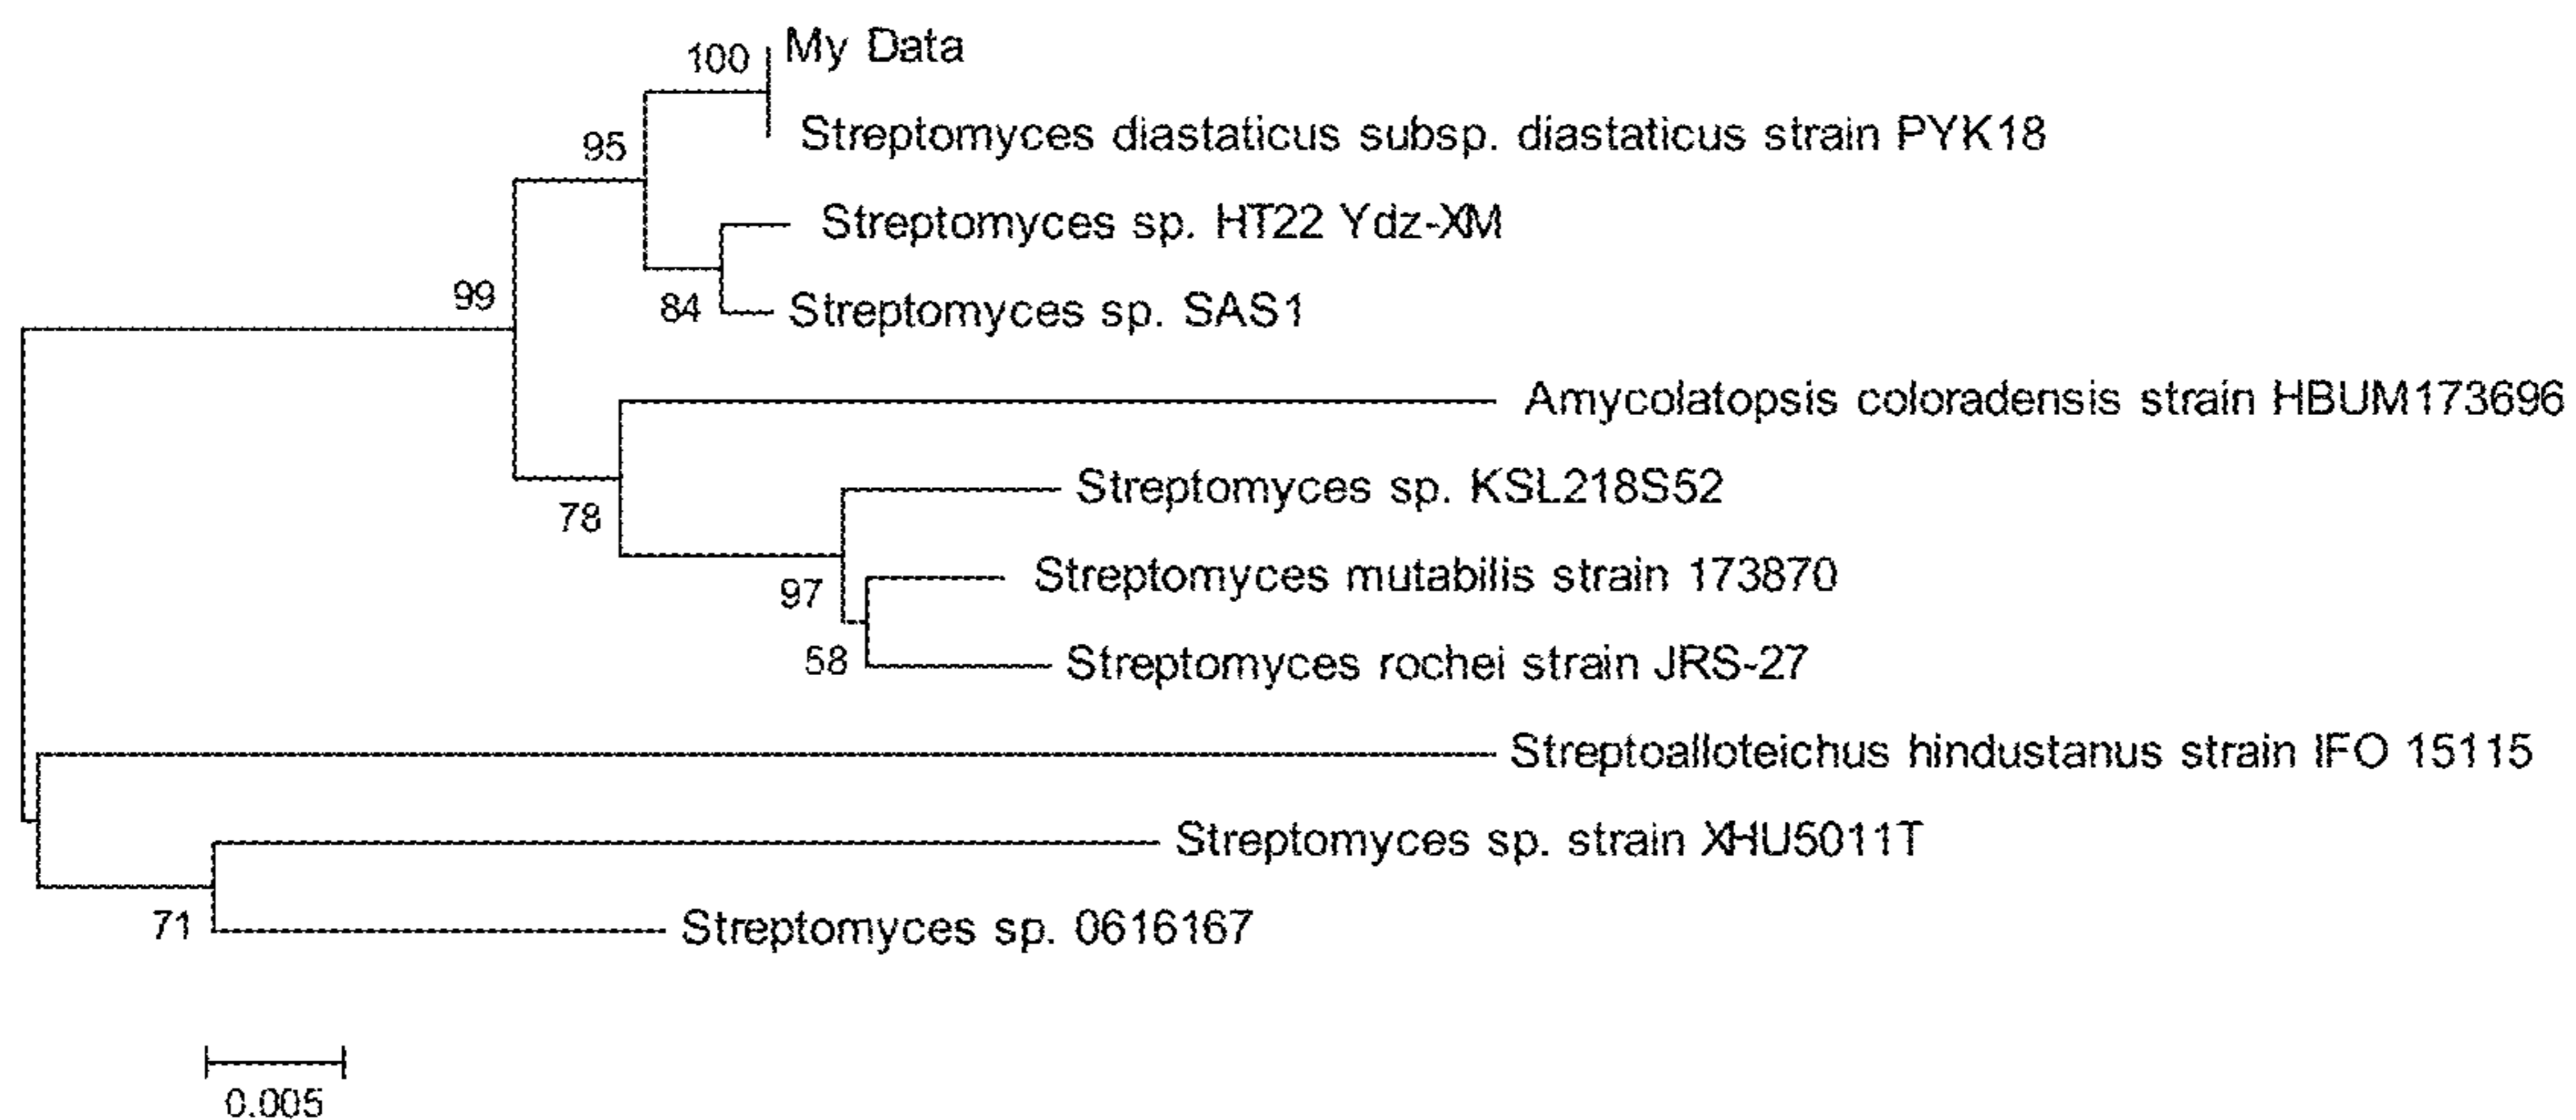 100 My Data
95 Streptomyces diastaticus subsp. diastaticus strain PYK18
Streptomyces sp. HT22 Ydz-XM
99
84 Streptomyces sp. SAS1
Amycolatopsis coloradensis strain HBUM173696
Streptomyces sp. KSL218S52
78
Streptomyces mutabilis strain 173870
97
58 Streptomyces rochei strain JRS-27
Streptoalloteichus hindustanus strain IFO 15115
Streptomyces sp. strain XHU5011T
71 Streptomyces sp. 0616167
0.005